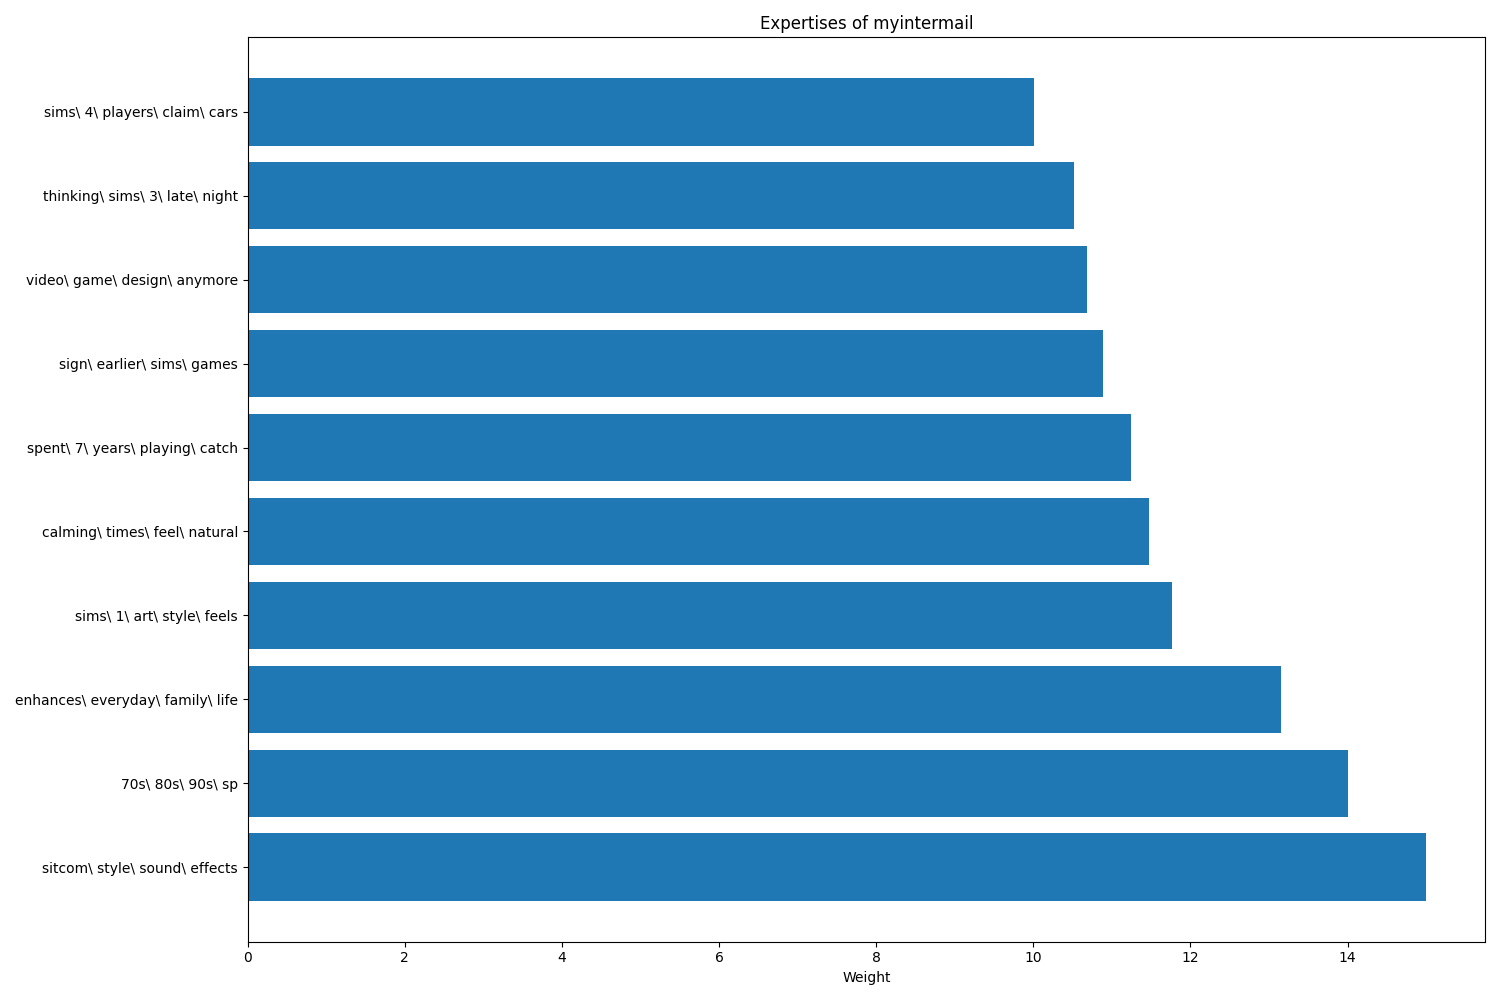 Expertises of myintermail
sims\ 4\ players\ claim\ cars
thinking\ sims\ 3\ late\ night
video\ game\ design\ anymore
sign\ earlier\ sims\ games
spent\ 7\ years\ playing\ catch
calming\ times\ feel\ natural
sims\ 1\ art\ style\ feels
enhances\ everyday\ family\ life
70s\ 80s\ 90s\ sp
sitcom\ style\ sound\ effects
0 2 4 6 8 10 12 14
Weight